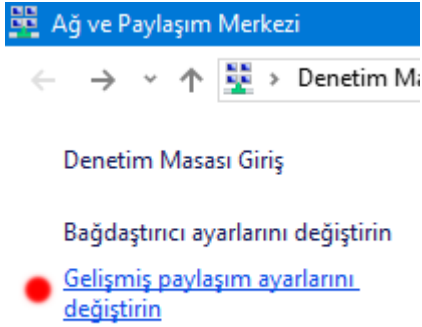 Ağ ve Paylaşım Merkezi
Denetim Ma
Denetim Masası Giriş
Bağdaştırıcı ayarlarını değiştirin
Gelişmiş paylaşım ayarlarını
değiştirin